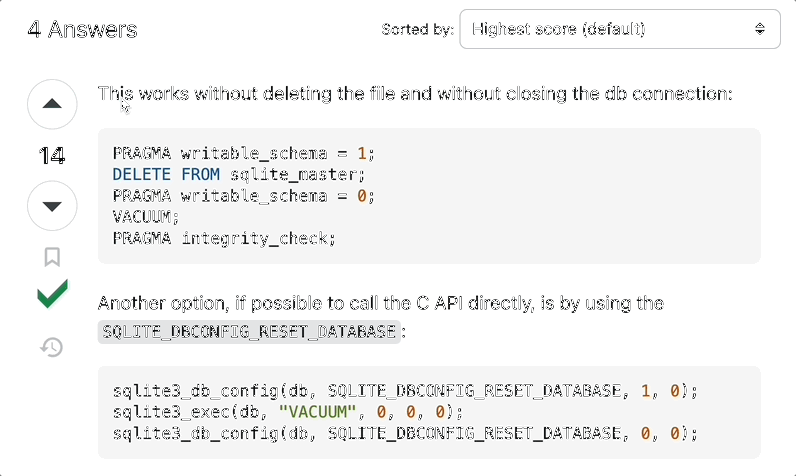 4 Answers
Sorted by: Highest score (default)
This works without deleting the file and without closing the db connection:
14
PRAGMA writable_schema = 1;
DELETE FROM sqlite_master;
PRAGMA writable_schema = 0;
VACUUM;
PRAGMA integrity_check;
Another option, if possible to call the C API directly, is by using the
SQLITE_DBCONFIG_RESET_DATABASE:
sqlite3_db_config(db, SQLITE_DBCONFIG_RESET_DATABASE, 1, 0);
sqlite3_exec(db, "VACUUM", 0, 0, 0);
sqlite3_db_config(db, SQLITE_DBCONFIG_RESET_DATABASE, 0, 0);